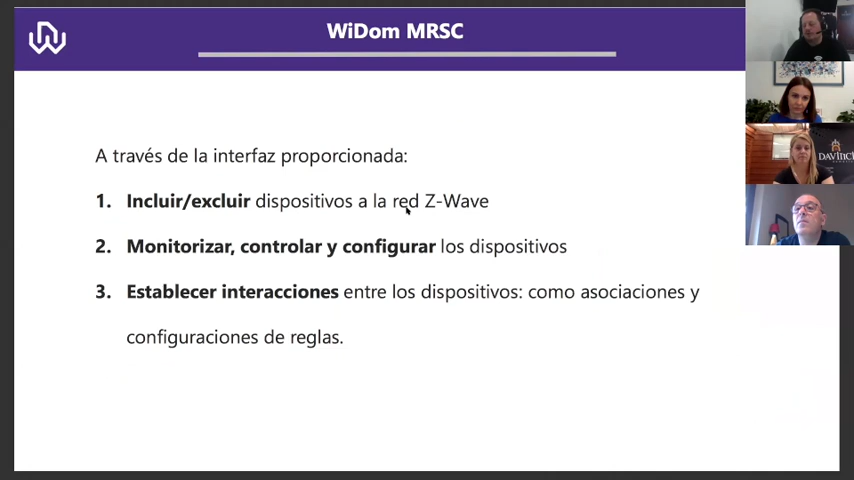 WiDom MRSC
A través de la interfaz proporcionada:
1. Incluir/excluir dispositivos a la red Z-Wave
2. Monitorizar, controlar y configurar los dispositivos
3. Establecer interacciones entre los dispositivos: como asociaciones y
configuraciones de reglas.
DAVINCI